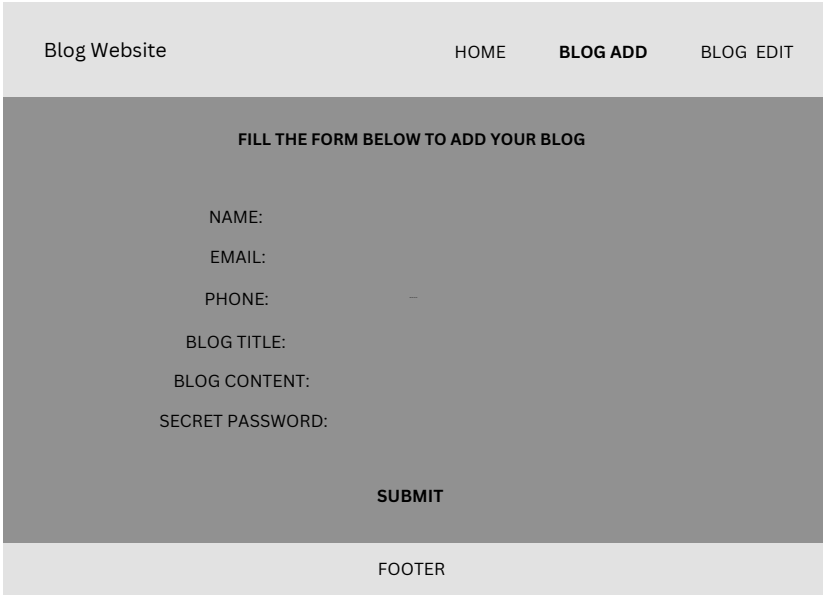 Blog Website
HOME BLOG ADD BLOG EDIT
FILL THE FORM BELOW TO ADD YOUR BLOG
NAME:
EMAIL:
PHONE:
BLOG TITLE:
BLOG CONTENT:
SECRET PASSWORD:
SUBMIT
FOOTER